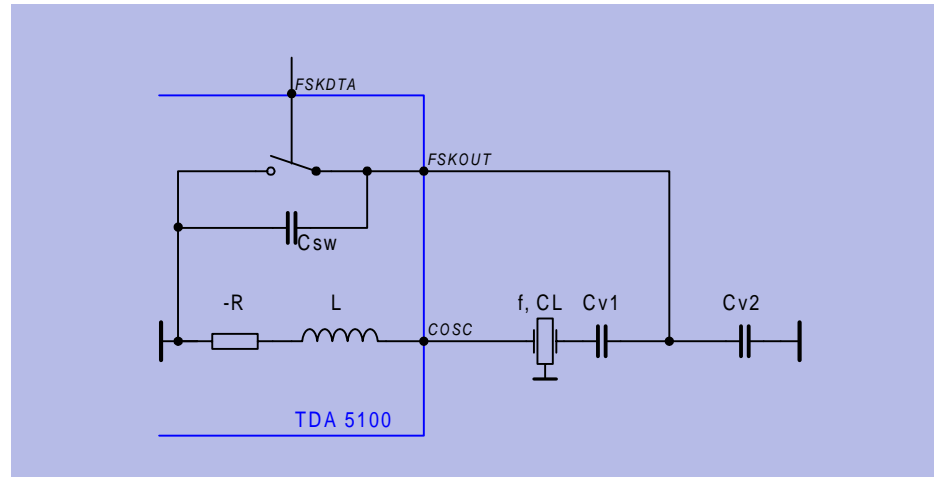 FSKDTA
FSKOUT
Csw
-R L f, CL Cv1 Cv2
COSC
TDA 5100